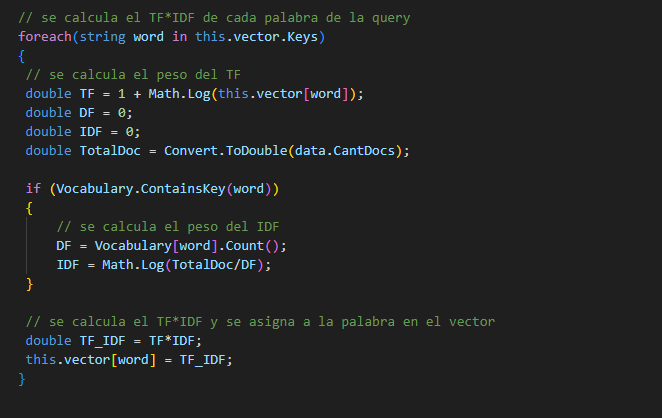 // se calcula el TF*IDF de cada palabra de la query
foreach(string word in this.vector.Keys)
{
// se calcula el peso del TF
double TF = 1 + Math.Log(this.vector[word]);
double DF = 0;
double IDF = 0;
double TotalDoc = Convert.ToDouble(data.CantDocs);
if (Vocabulary.ContainsKey(word))
{
// se calcula el peso del IDF
DF = Vocabulary[word].Count();
IDF = Math.Log(TotalDoc/DF);
}
// se calcula el TF*IDF y se asigna a la palabra en el vector
double TF_IDF = TF*IDF;
this.vector[word] = TF_IDF;
}